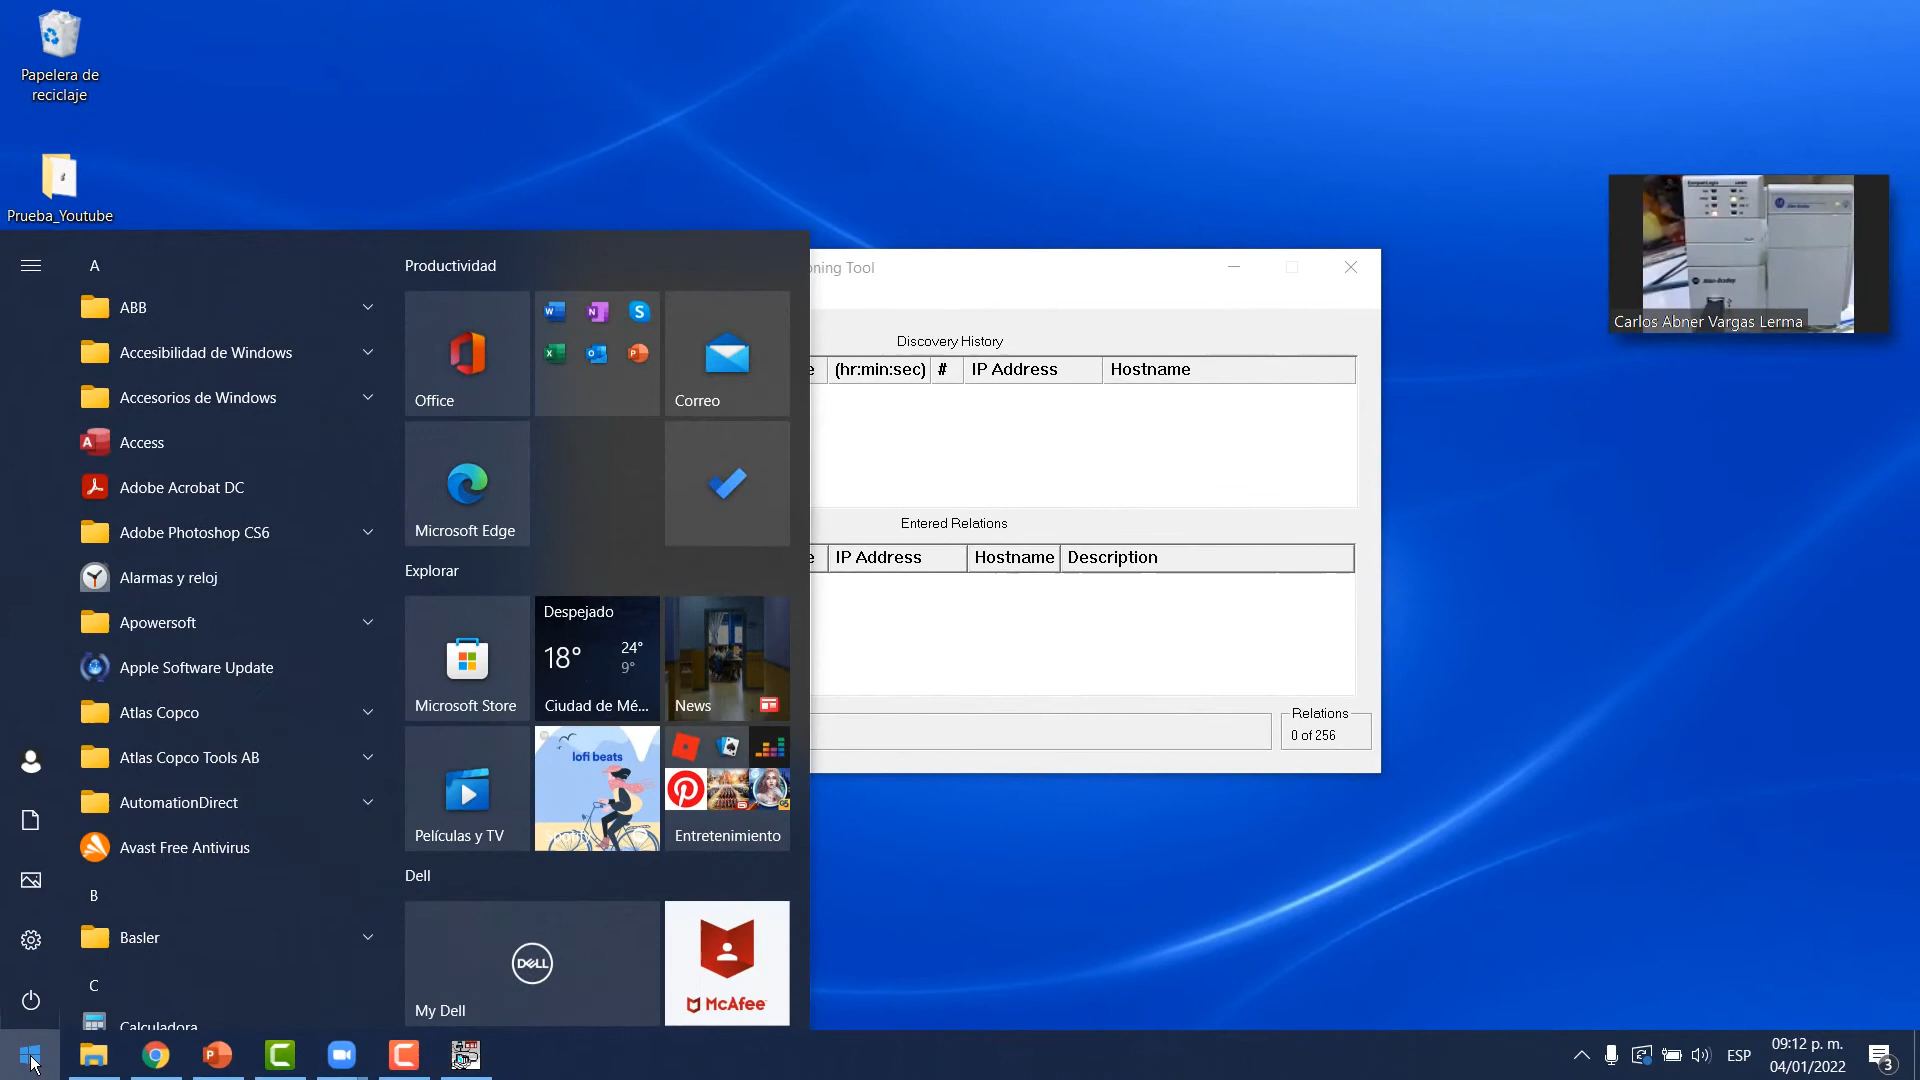 Papelera de
reciclaje
Prueba_Youtube
A
ABB
Accesibilidad de Windows
Accesorios de Windows
Access
Adobe Acrobat DC
Adobe Photoshop CS6
Alarmas y reloj
Apowersoft
Apple Software Update
Atlas Copco
Atlas Copco Tools AB
AutomationDirect
Avast Free Antivirus
B
Basler
C
Calculadora
Productividad
Office
Correo
Microsoft Edge
Explorar
Microsoft Store
Despejado
18°
24°
9°
Ciudad de Mé...
News
Películas y TV
lofi beats
Spotify
Entretenimiento
Dell
DELL
My Dell
McAfee
oning Tool
Discovery History
e (hr:min:sec) # IP Address Hostname
Entered Relations
e IP Address Hostname Description
Relations
0 of 256
Carlos Abner Vargas Lerma
ESP
09:12 p. m.
04/01/2022
3